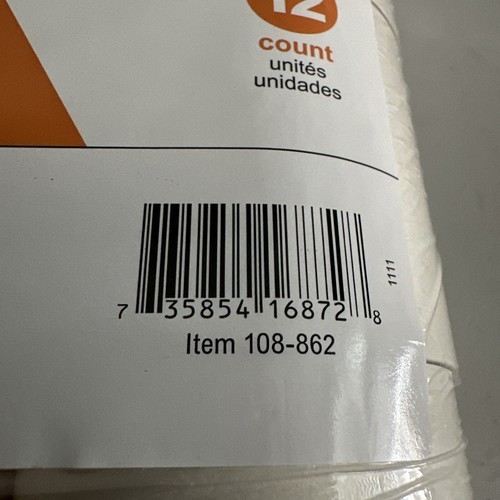 12
count
unités
unidades
1111
7 35854 16872 8
Item 108-862